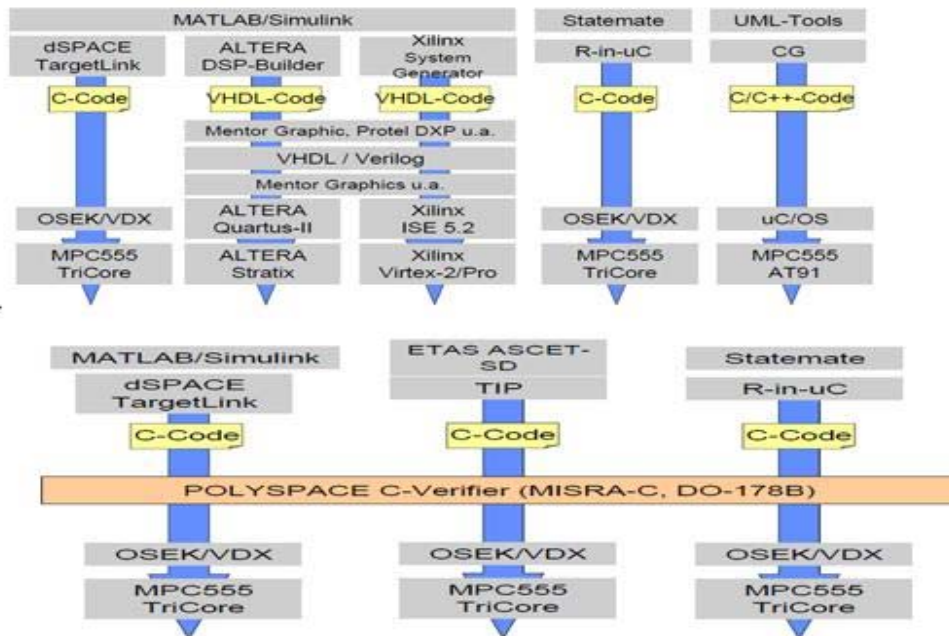 MATLAB/Simulink
Statemate
UML-Tools
dSPACE
TargetLink
ALTERA
DSP-Builder
Xilinx
System
Generator
R-in-uC
CG
C-Code
VHDL-Code
VHDL-Code
C-Code
C/C++-Code
Mentor Graphic, Protel DXP u.a.
VHDL / Verilog
Mentor Graphics u.a.
OSEK/VDX
ALTERA
Quartus-II
Xilinx
ISE 5.2
OSEK/VDX
uC/OS
MPC555
TriCore
ALTERA
Stratix
Xilinx
Virtex-2/Pro
MPC555
TriCore
MPC555
AT91
MATLAB/Simulink
ETAS ASCET-
SD
Statemate
dSPACE
TargetLink
TIP
R-in-uC
C-Code
C-Code
C-Code
POLYSPACE C-Verifier (MISRA-C, DO-178B)
OSEK/VDX
OSEK/VDX
OSEK/VDX
MPC555
TriCore
MPC555
TriCore
MPC555
TriCore